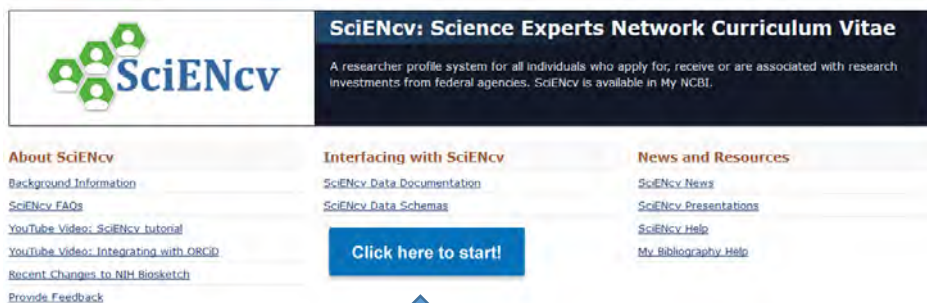 SciENcv
SciENcv: Science Experts Network Curriculum Vitae
A researcher profile system for all individuals who apply for, receive or are associated with research
investments from federal agencies. SciENcv is available in My NCBI.
About SciENcv
Background Information
SciENcv FAQs
YouTube Video: SciENcv tutorial
YouTube Video: Integrating with ORCiD
Recent Changes to NIH Biosketch
Provide Feedback
Interfacing with SciENcv
SciENcv Data Documentation
SciENcv Data Schemas
Click here to start!
News and Resources
SciENcv News
SciENcv Presentations
SciENcv Help
My Bibliography Help